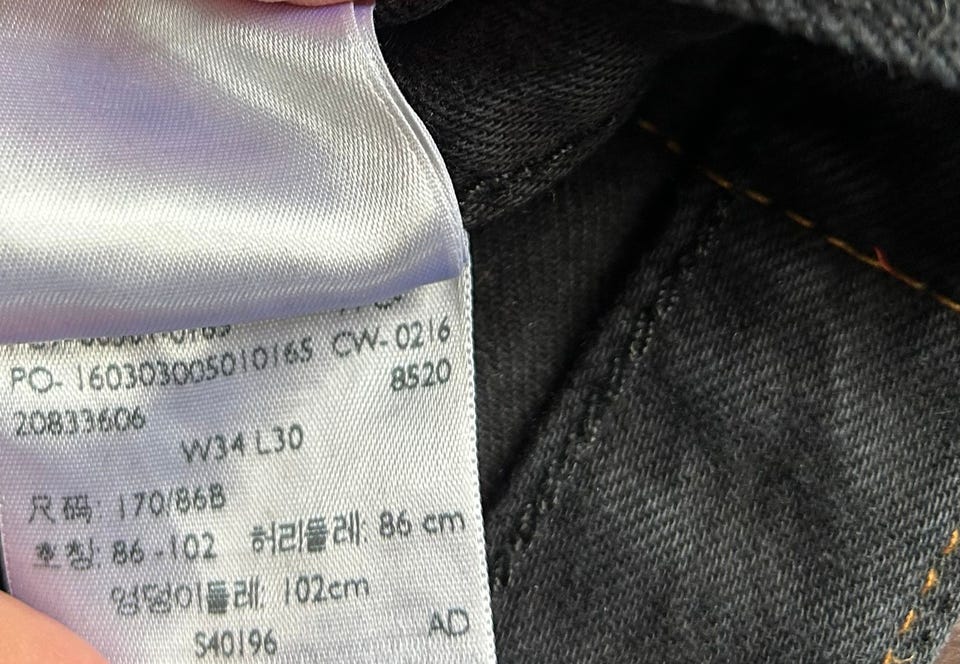 PO- 160303005010165 CW-0216
20833606 8520
W34 L30
尺码: 170/86B
호칭: 86-102 허리둘레: 86 cm
엉덩이둘레: 102cm
S40196 AD